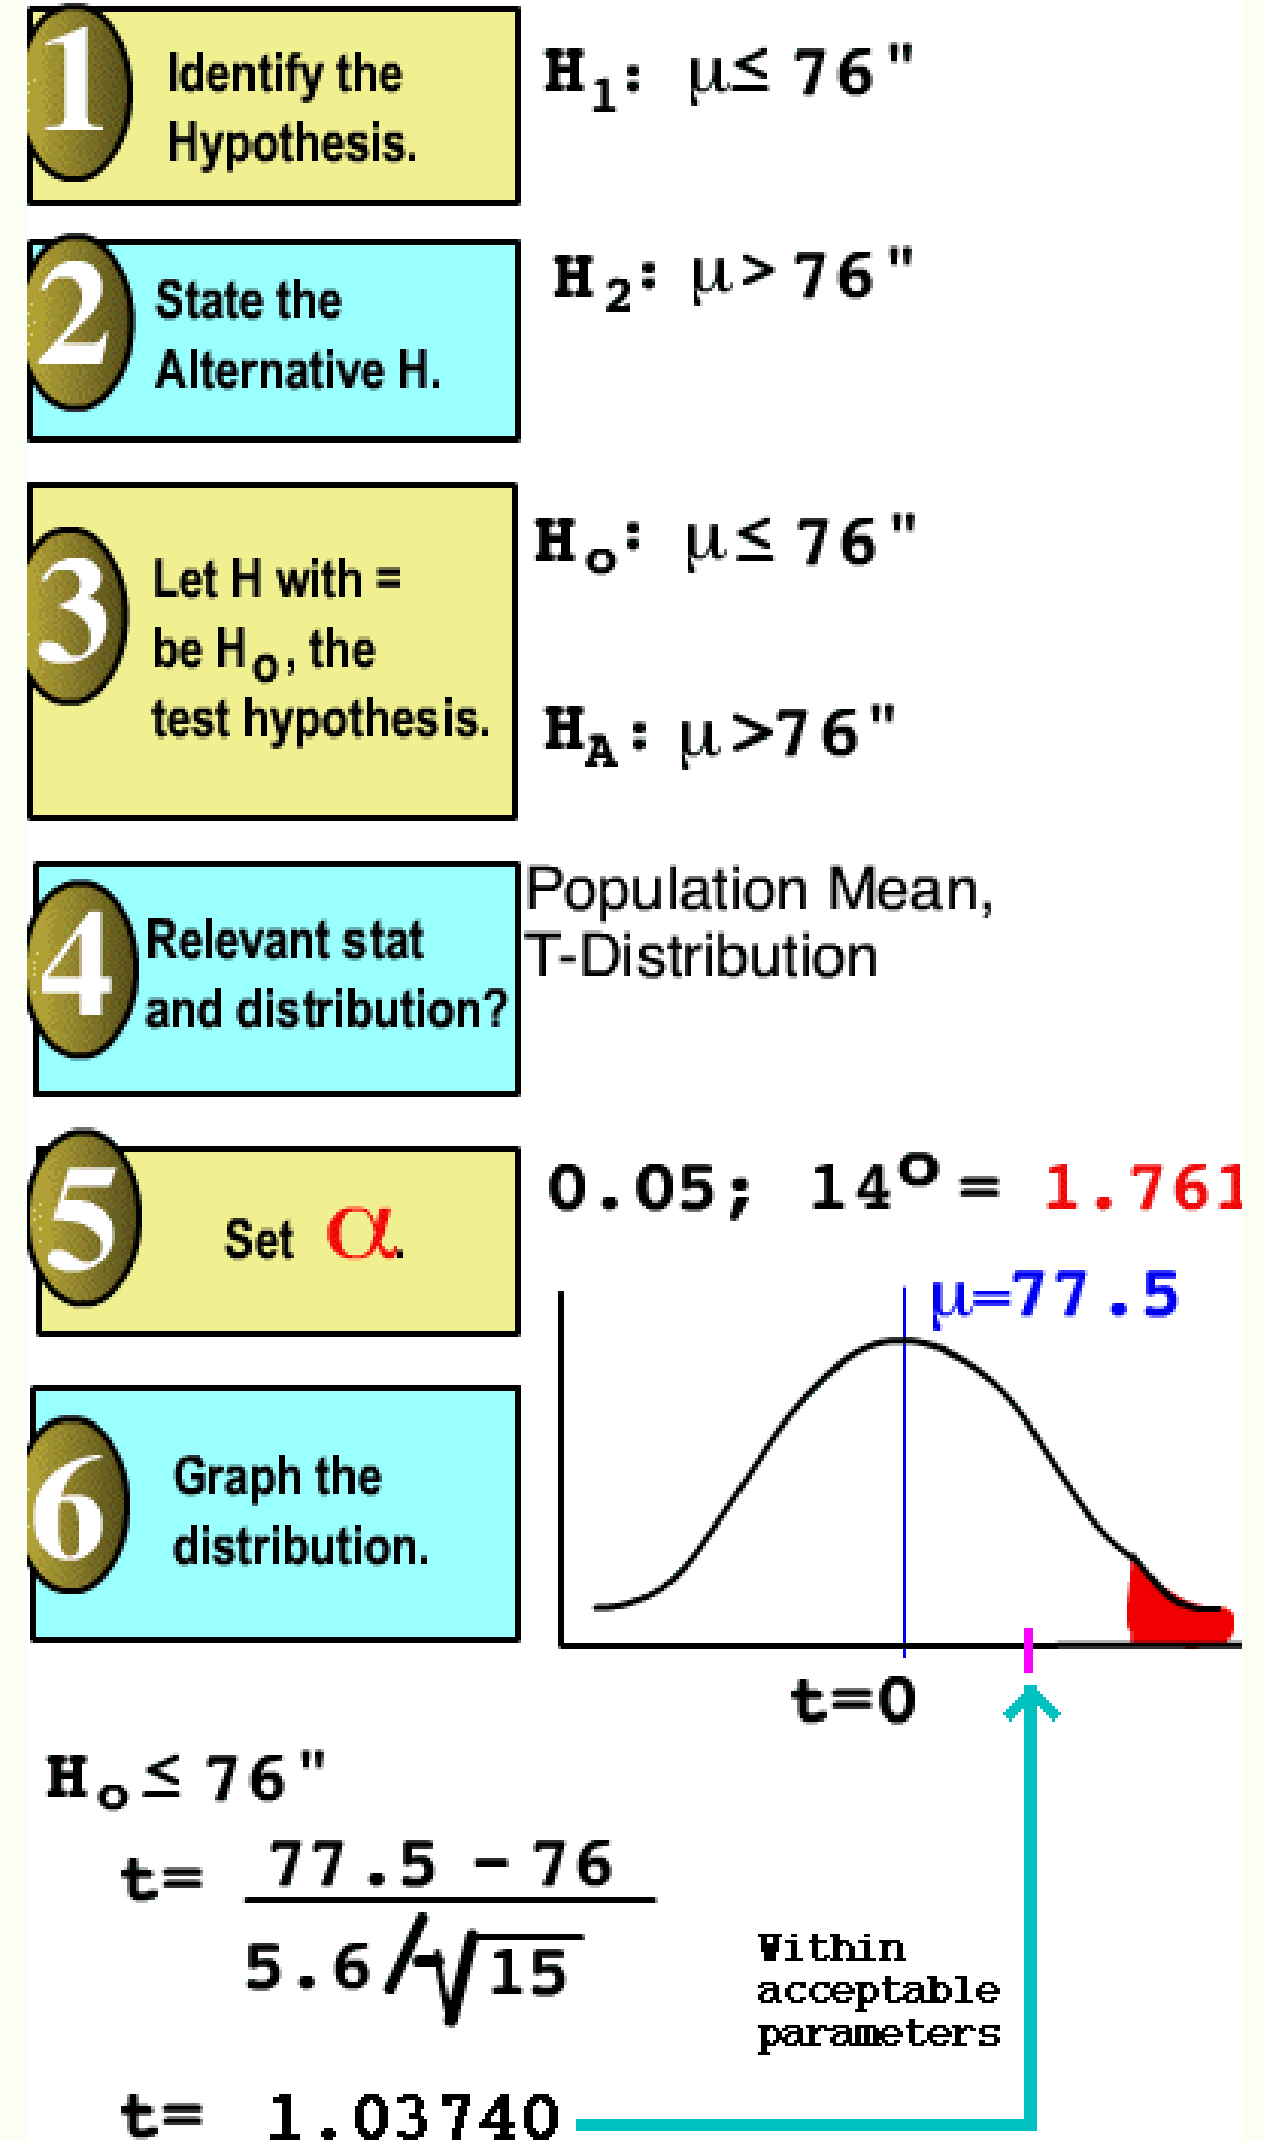 1
Identify the
Hypothesis.
H₁: μ≤ 76"
2
State the
Alternative H.
H₂: μ> 76"
3
Let H with =
be Hₒ, the
test hypothesis.
Hₒ: μ≤ 76"
H_A: μ>76"
4
Relevant stat
and distribution?
Population Mean,
T-Distribution
5
Set α.
0.05; 14º= 1.761
6
Graph the
distribution.
μ=77.5
t=0
Hₒ≤ 76"
t= 77.5 - 76
5.6/√15
Within
acceptable
parameters
t= 1.03740